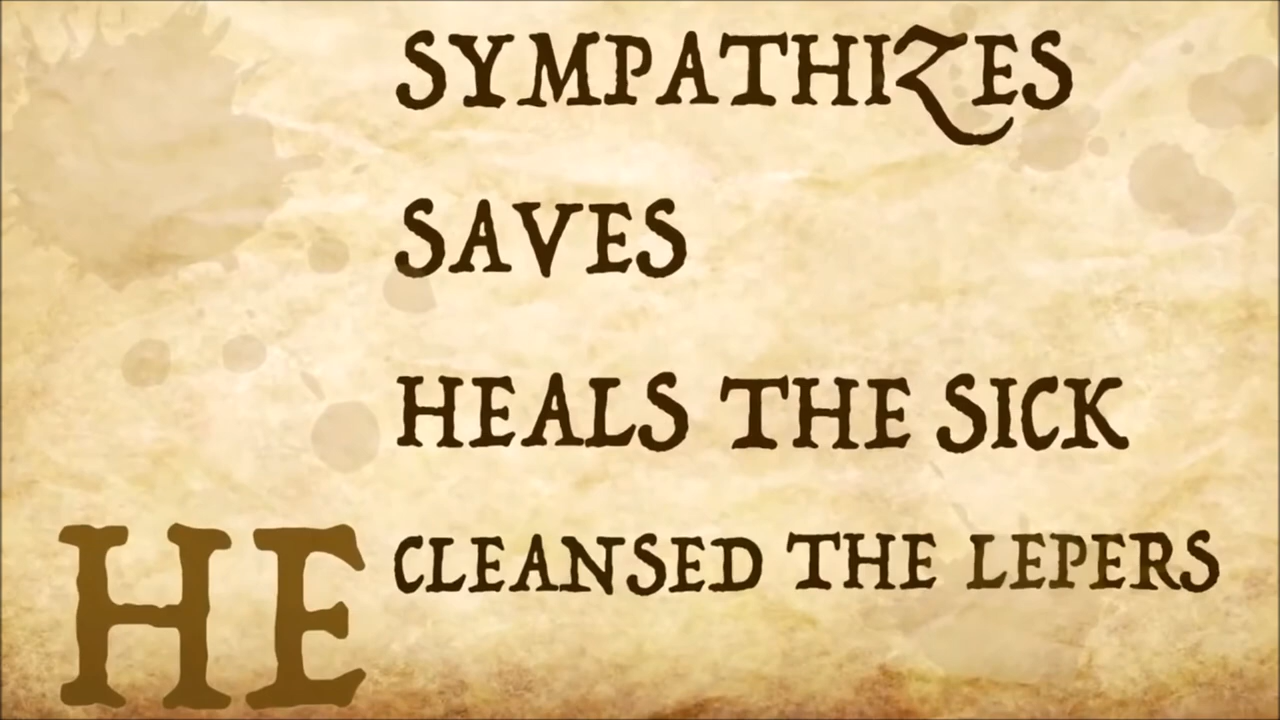 SYMPATHIZES
SAVES
HEALS THE SICK
HE CLEANSED THE LEPERS